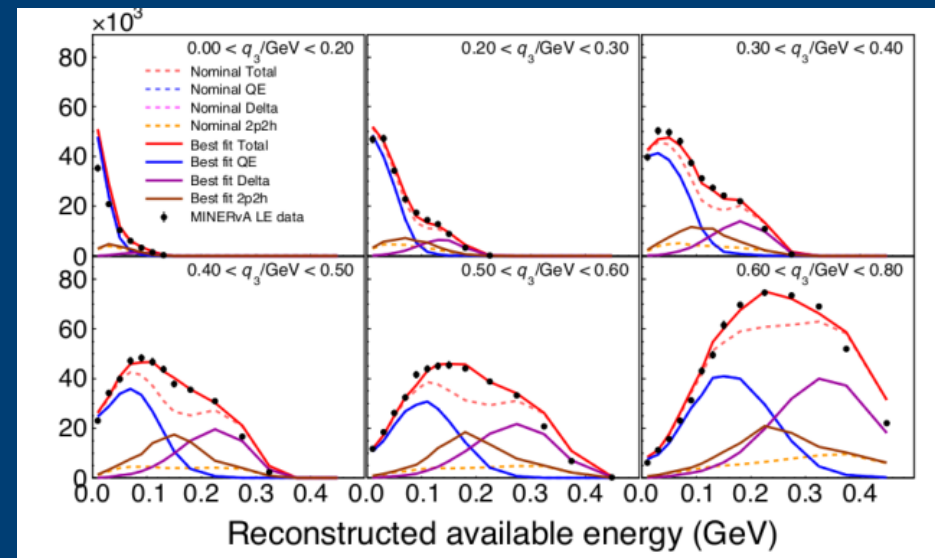 ×10³
0.00 < q₃/GeV < 0.20
0.20 < q₃/GeV < 0.30
0.30 < q₃/GeV < 0.40
80
60
40
20
0
Nominal Total
Nominal QE
Nominal Delta
Nominal 2p2h
Best fit Total
Best fit QE
Best fit Delta
Best fit 2p2h
MINERvA LE data
0.40 < q₃/GeV < 0.50
0.50 < q₃/GeV < 0.60
0.60 < q₃/GeV < 0.80
80
60
40
20
0
0.0 0.1 0.2 0.3 0.4 0.0 0.1 0.2 0.3 0.4 0.0 0.1 0.2 0.3 0.4 0.5
Reconstructed available energy (GeV)